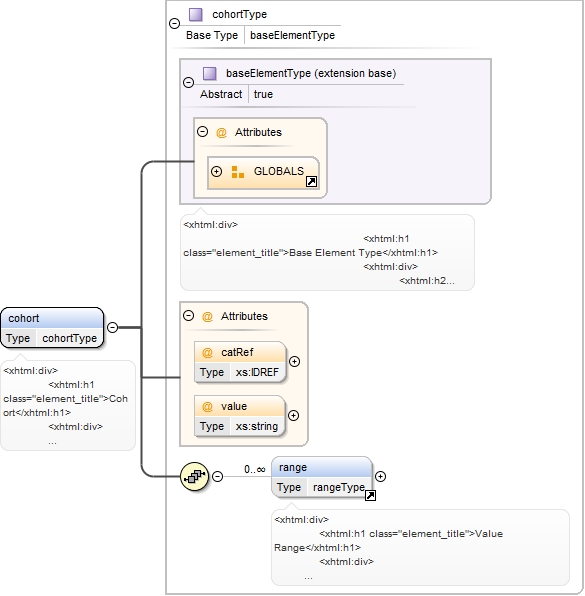 cohortType
Base Type baseElementType
baseElementType (extension base)
Abstract true
@ Attributes
GLOBALS
<xhtml:div>
<xhtml:h1
class="element_title">Base Element Type</xhtml:h1>
<xhtml:div>
<xhtml:h2...
cohort
Type cohortType
<xhtml:div>
<xhtml:h1
class="element_title">Coh
ort</xhtml:h1>
<xhtml:div>
...
@ Attributes
@ catRef
Type xs:IDREF
@ value
Type xs:string
0..∞
range
Type rangeType
<xhtml:div>
<xhtml:h1 class="element_title">Value
Range</xhtml:h1>
<xhtml:div>
...